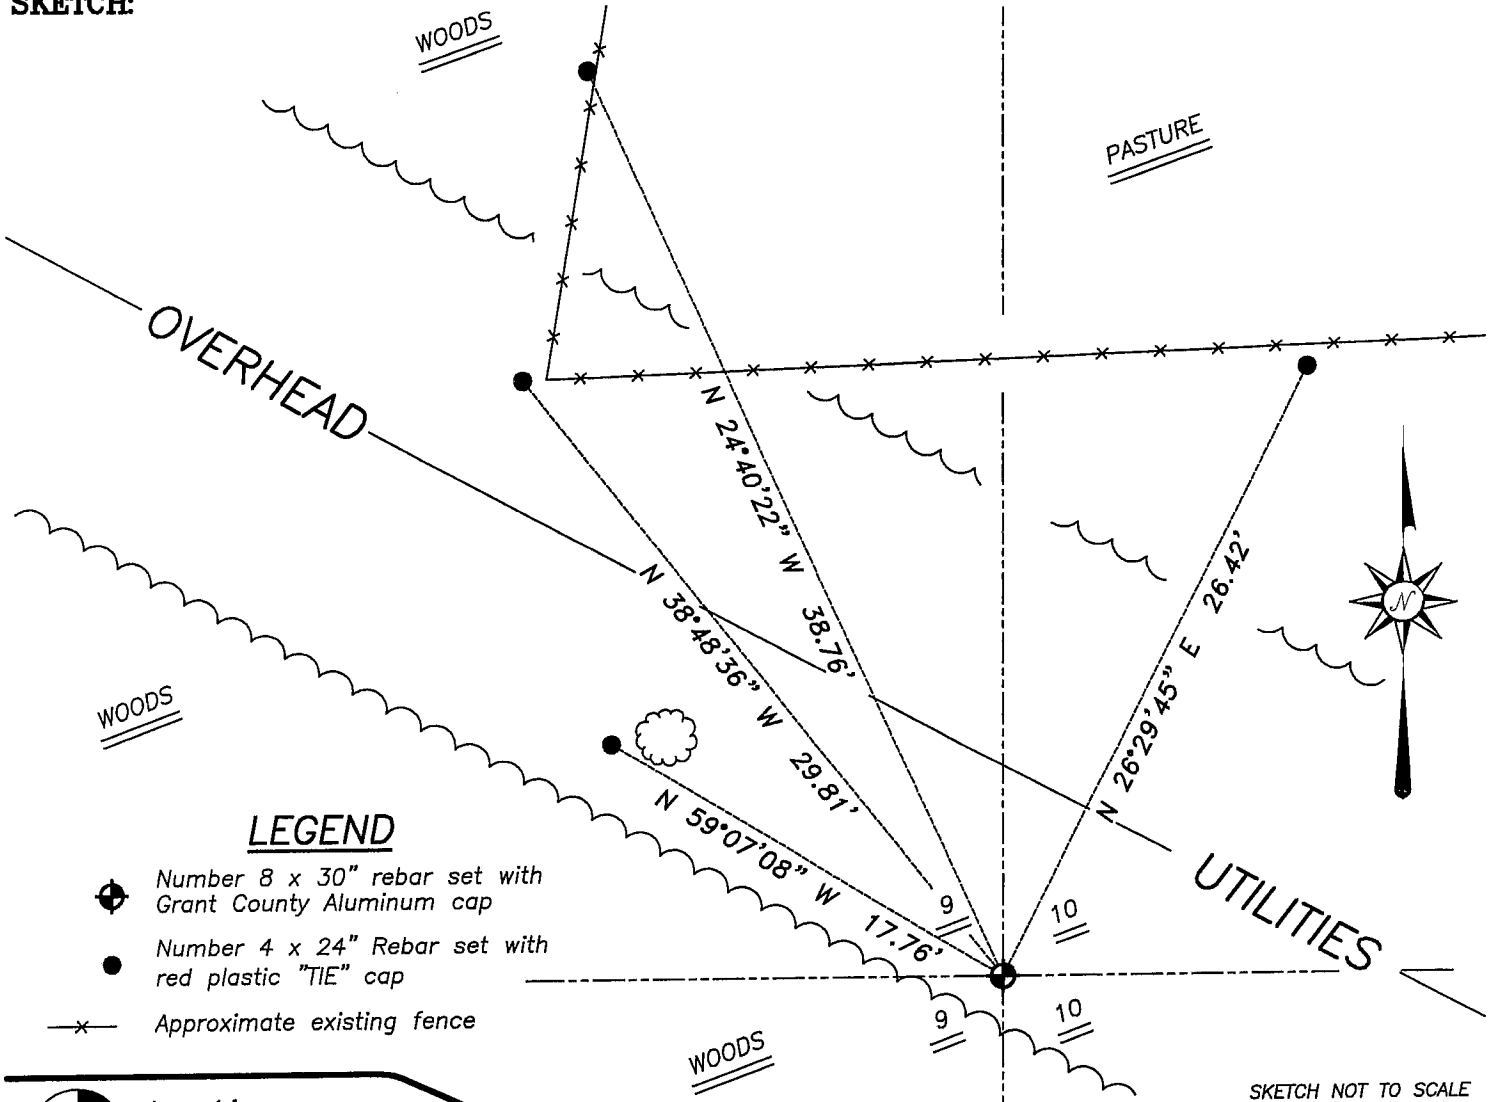 SKETCH:
WOODS
PASTURE
OVERHEAD
N 24°40'22" W 38.76'
N 38°48'36" W 29.81'
N 26°29'45" E 26.42'
N
WOODS
N 59°07'08" W 17.76'
UTILITIES
9
10
9
10
WOODS
LEGEND
Number 8 x 30" rebar set with
Grant County Aluminum cap
Number 4 x 24" Rebar set with
red plastic "TIE" cap
Approximate existing fence
SKETCH NOT TO SCALE